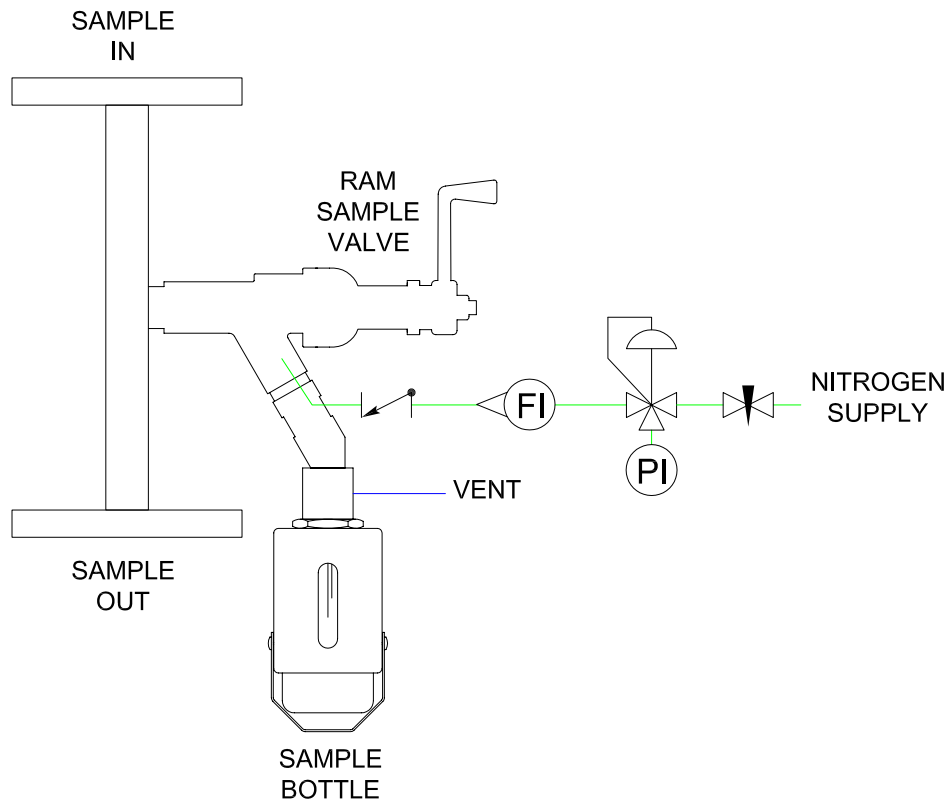 SAMPLE
IN
RAM
SAMPLE
VALVE
NITROGEN
SUPPLY
FI
PI
VENT
SAMPLE
OUT
SAMPLE
BOTTLE